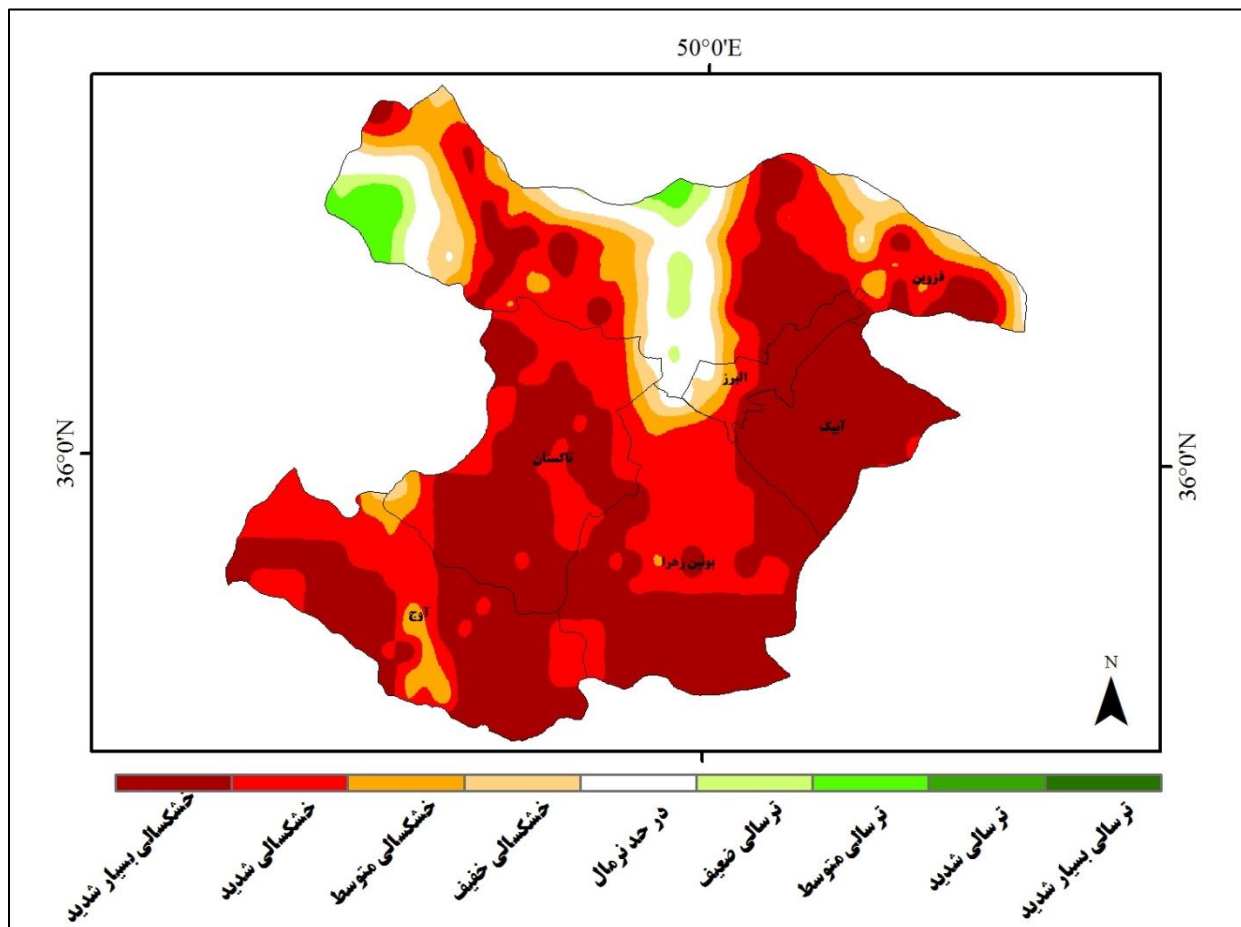 50°0'E
قزوین
البرز
آبیک
36°0'N
36°0'N
تاکستان
بوئین زهرا
آوج
N
خشکسالی بسیار شدید
خشکسالی شدید
خشکسالی متوسط
خشکسالی خفیف
در حد نرمال
ترسالی ضعیف
ترسالی متوسط
ترسالی شدید
ترسالی بسیار شدید